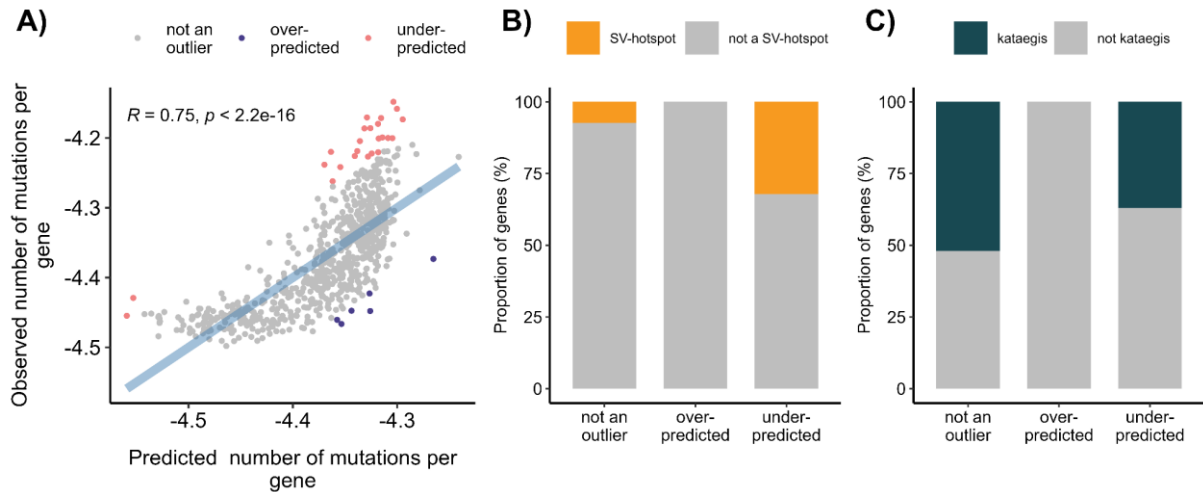 A)
not an
outlier
over-
predicted
under-
predicted
R = 0.75, p < 2.2e-16
Observed number of mutations per
gene
-4.2
-4.3
-4.4
-4.5
-4.5
-4.4
-4.3
Predicted number of mutations per
gene
B)
SV-hotspot
not a SV-hotspot
Proportion of genes (%)
100
75
50
25
0
not an
outlier
over-
predicted
under-
predicted
C)
kataegis
not kataegis
Proportion of genes (%)
100
75
50
25
0
not an
outlier
over-
predicted
under-
predicted